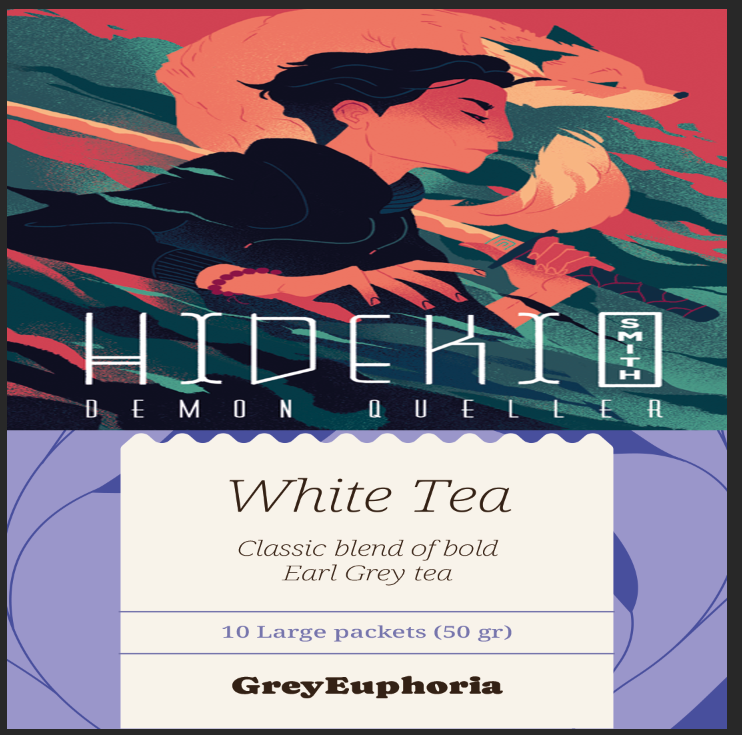 HIDEKI SMITH
DEMON QUELLER
White Tea
Classic blend of bold
Earl Grey tea
10 Large packets (50 gr)
GreyEuphoria